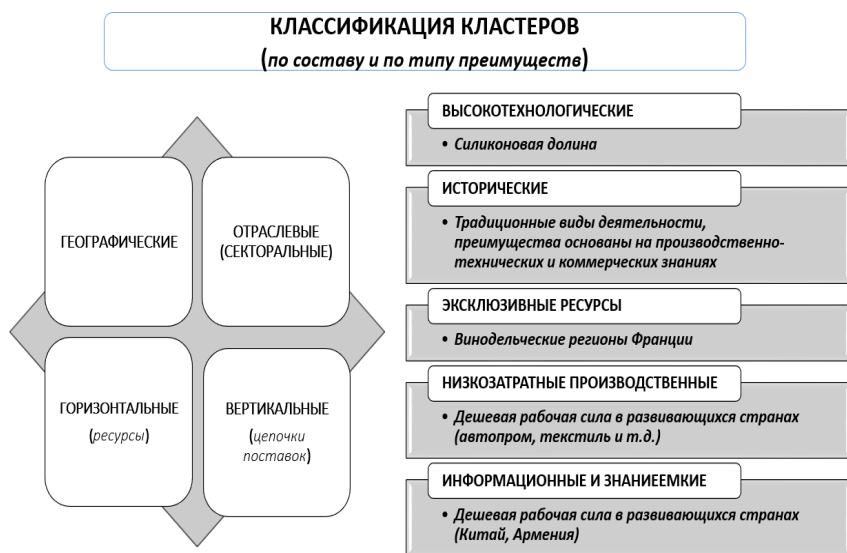 КЛАССИФИКАЦИЯ КЛАСТЕРОВ
(по составу и по типу преимуществ)
ГЕОГРАФИЧЕСКИЕ
ОТРАСЛЕВЫЕ
(СЕКТОРАЛЬНЫЕ)
ГОРИЗОНТАЛЬНЫЕ
(ресурсы)
ВЕРТИКАЛЬНЫЕ
(цепочки
поставок)
ВЫСОКОТЕХНОЛОГИЧЕСКИЕ
• Силиконовая долина
ИСТОРИЧЕСКИЕ
• Традиционные виды деятельности,
преимущества основаны на производственно-
технических и коммерческих знаниях
ЭКСКЛЮЗИВНЫЕ РЕСУРСЫ
• Винодельческие регионы Франции
НИЗКОЗАТРАТНЫЕ ПРОИЗВОДСТВЕННЫЕ
• Дешевая рабочая сила в развивающихся странах
(автопром, текстиль и т.д.)
ИНФОРМАЦИОННЫЕ И ЗНАНИЕЕМКИЕ
• Дешевая рабочая сила в развивающихся странах
(Китай, Армения)